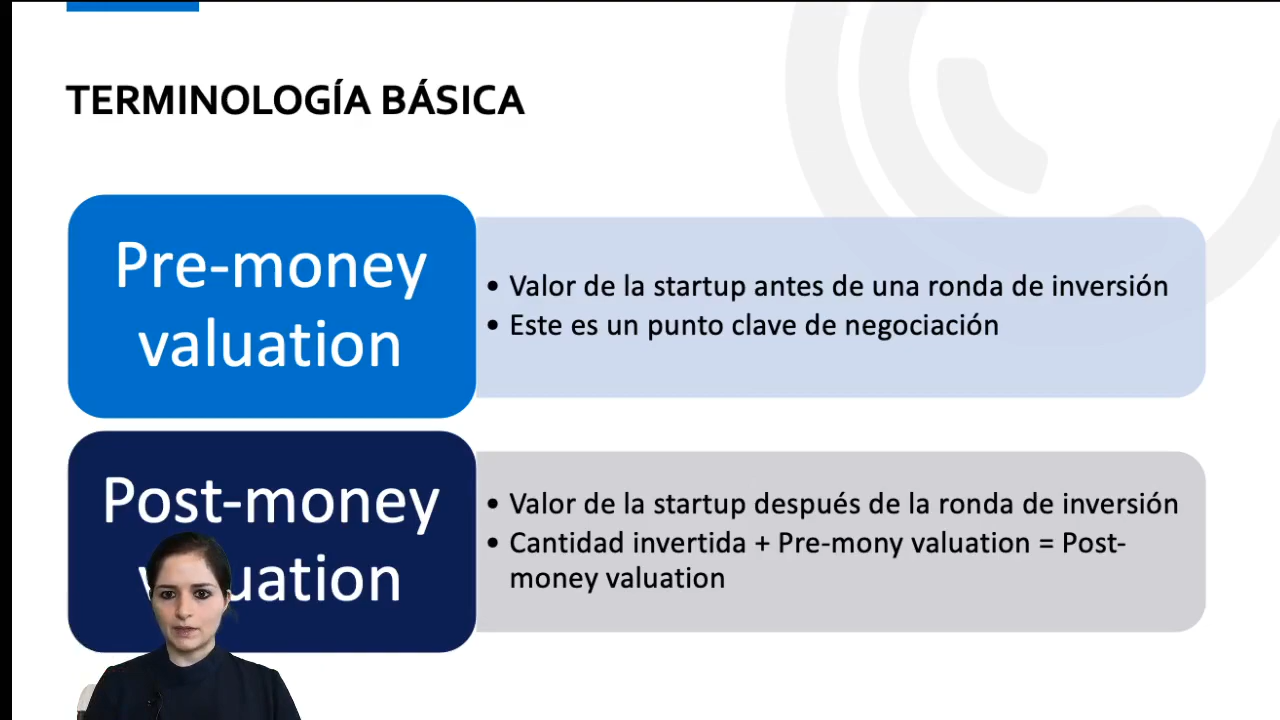 TERMINOLOGÍA BÁSICA
Pre-money
valuation
• Valor de la startup antes de una ronda de inversión
• Este es un punto clave de negociación
Post-money
valuation
• Valor de la startup después de la ronda de inversión
• Cantidad invertida + Pre-mony valuation = Post-
money valuation